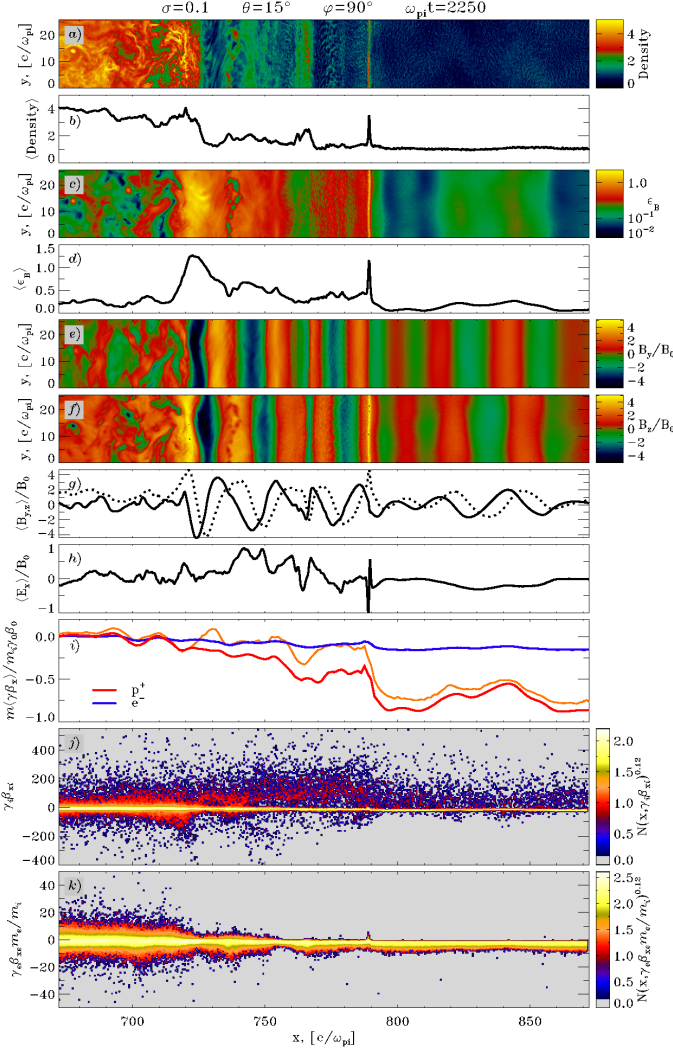 σ=0.1 θ=15° φ=90° ω_pi t=2250
a)
y, [c/ω_pi]
20
10
0
4
2
0
Density
b)
⟨Density⟩
4
2
0
c)
y, [c/ω_pi]
20
10
0
1.0
10⁻¹
10⁻²
ε_B
d)
⟨ε_B⟩
1.5
1.0
0.5
0.0
e)
y, [c/ω_pi]
20
10
0
4
2
0
−2
−4
B_y/B_0
f)
y, [c/ω_pi]
20
10
0
4
2
0
−2
−4
B_z/B_0
g)
⟨B_y,z⟩/B_0
4
2
0
−2
−4
h)
⟨E_x⟩/B_0
1
0
−1
i)
m⟨γβ_x⟩/m_iγ_0β_0
0.0
−0.5
−1.0
p⁺
e⁻
j)
γ_iβ_xi
400
200
0
−200
−400
2.0
1.5
1.0
0.5
0.0
N(x,γ_iβ_xi)^0.12
k)
γ_eβ_xe m_e/m_i
40
20
0
−20
−40
2.5
2.0
1.5
1.0
0.5
0.0
N(x,γ_eβ_xe m_e/m_i)^0.12
700 750 800 850
x, [c/ω_pi]